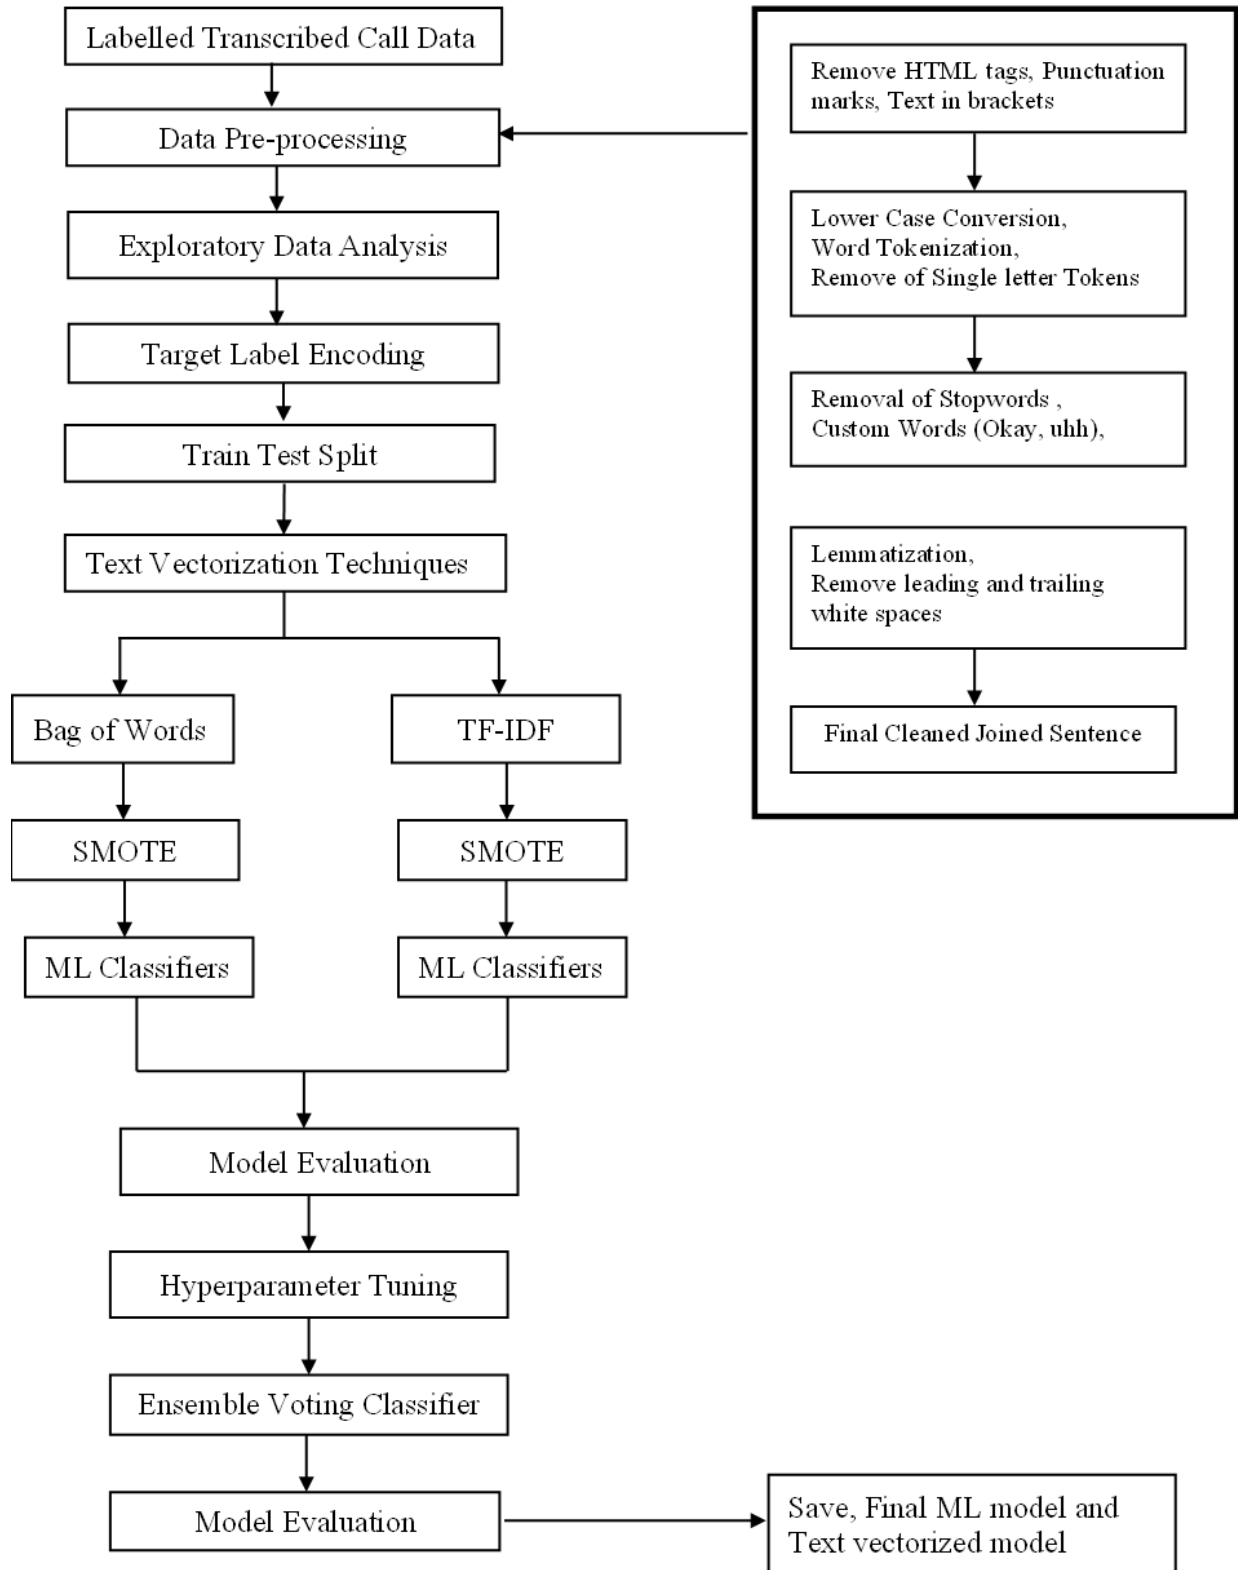 Labelled Transcribed Call Data
Data Pre-processing
Exploratory Data Analysis
Target Label Encoding
Train Test Split
Text Vectorization Techniques
Bag of Words
TF-IDF
SMOTE
SMOTE
ML Classifiers
ML Classifiers
Model Evaluation
Hyperparameter Tuning
Ensemble Voting Classifier
Model Evaluation
Save, Final ML model and
Text vectorized model
Remove HTML tags, Punctuation
marks, Text in brackets
Lower Case Conversion,
Word Tokenization,
Remove of Single letter Tokens
Removal of Stopwords ,
Custom Words (Okay, uhh),
Lemmatization,
Remove leading and trailing
white spaces
Final Cleaned Joined Sentence